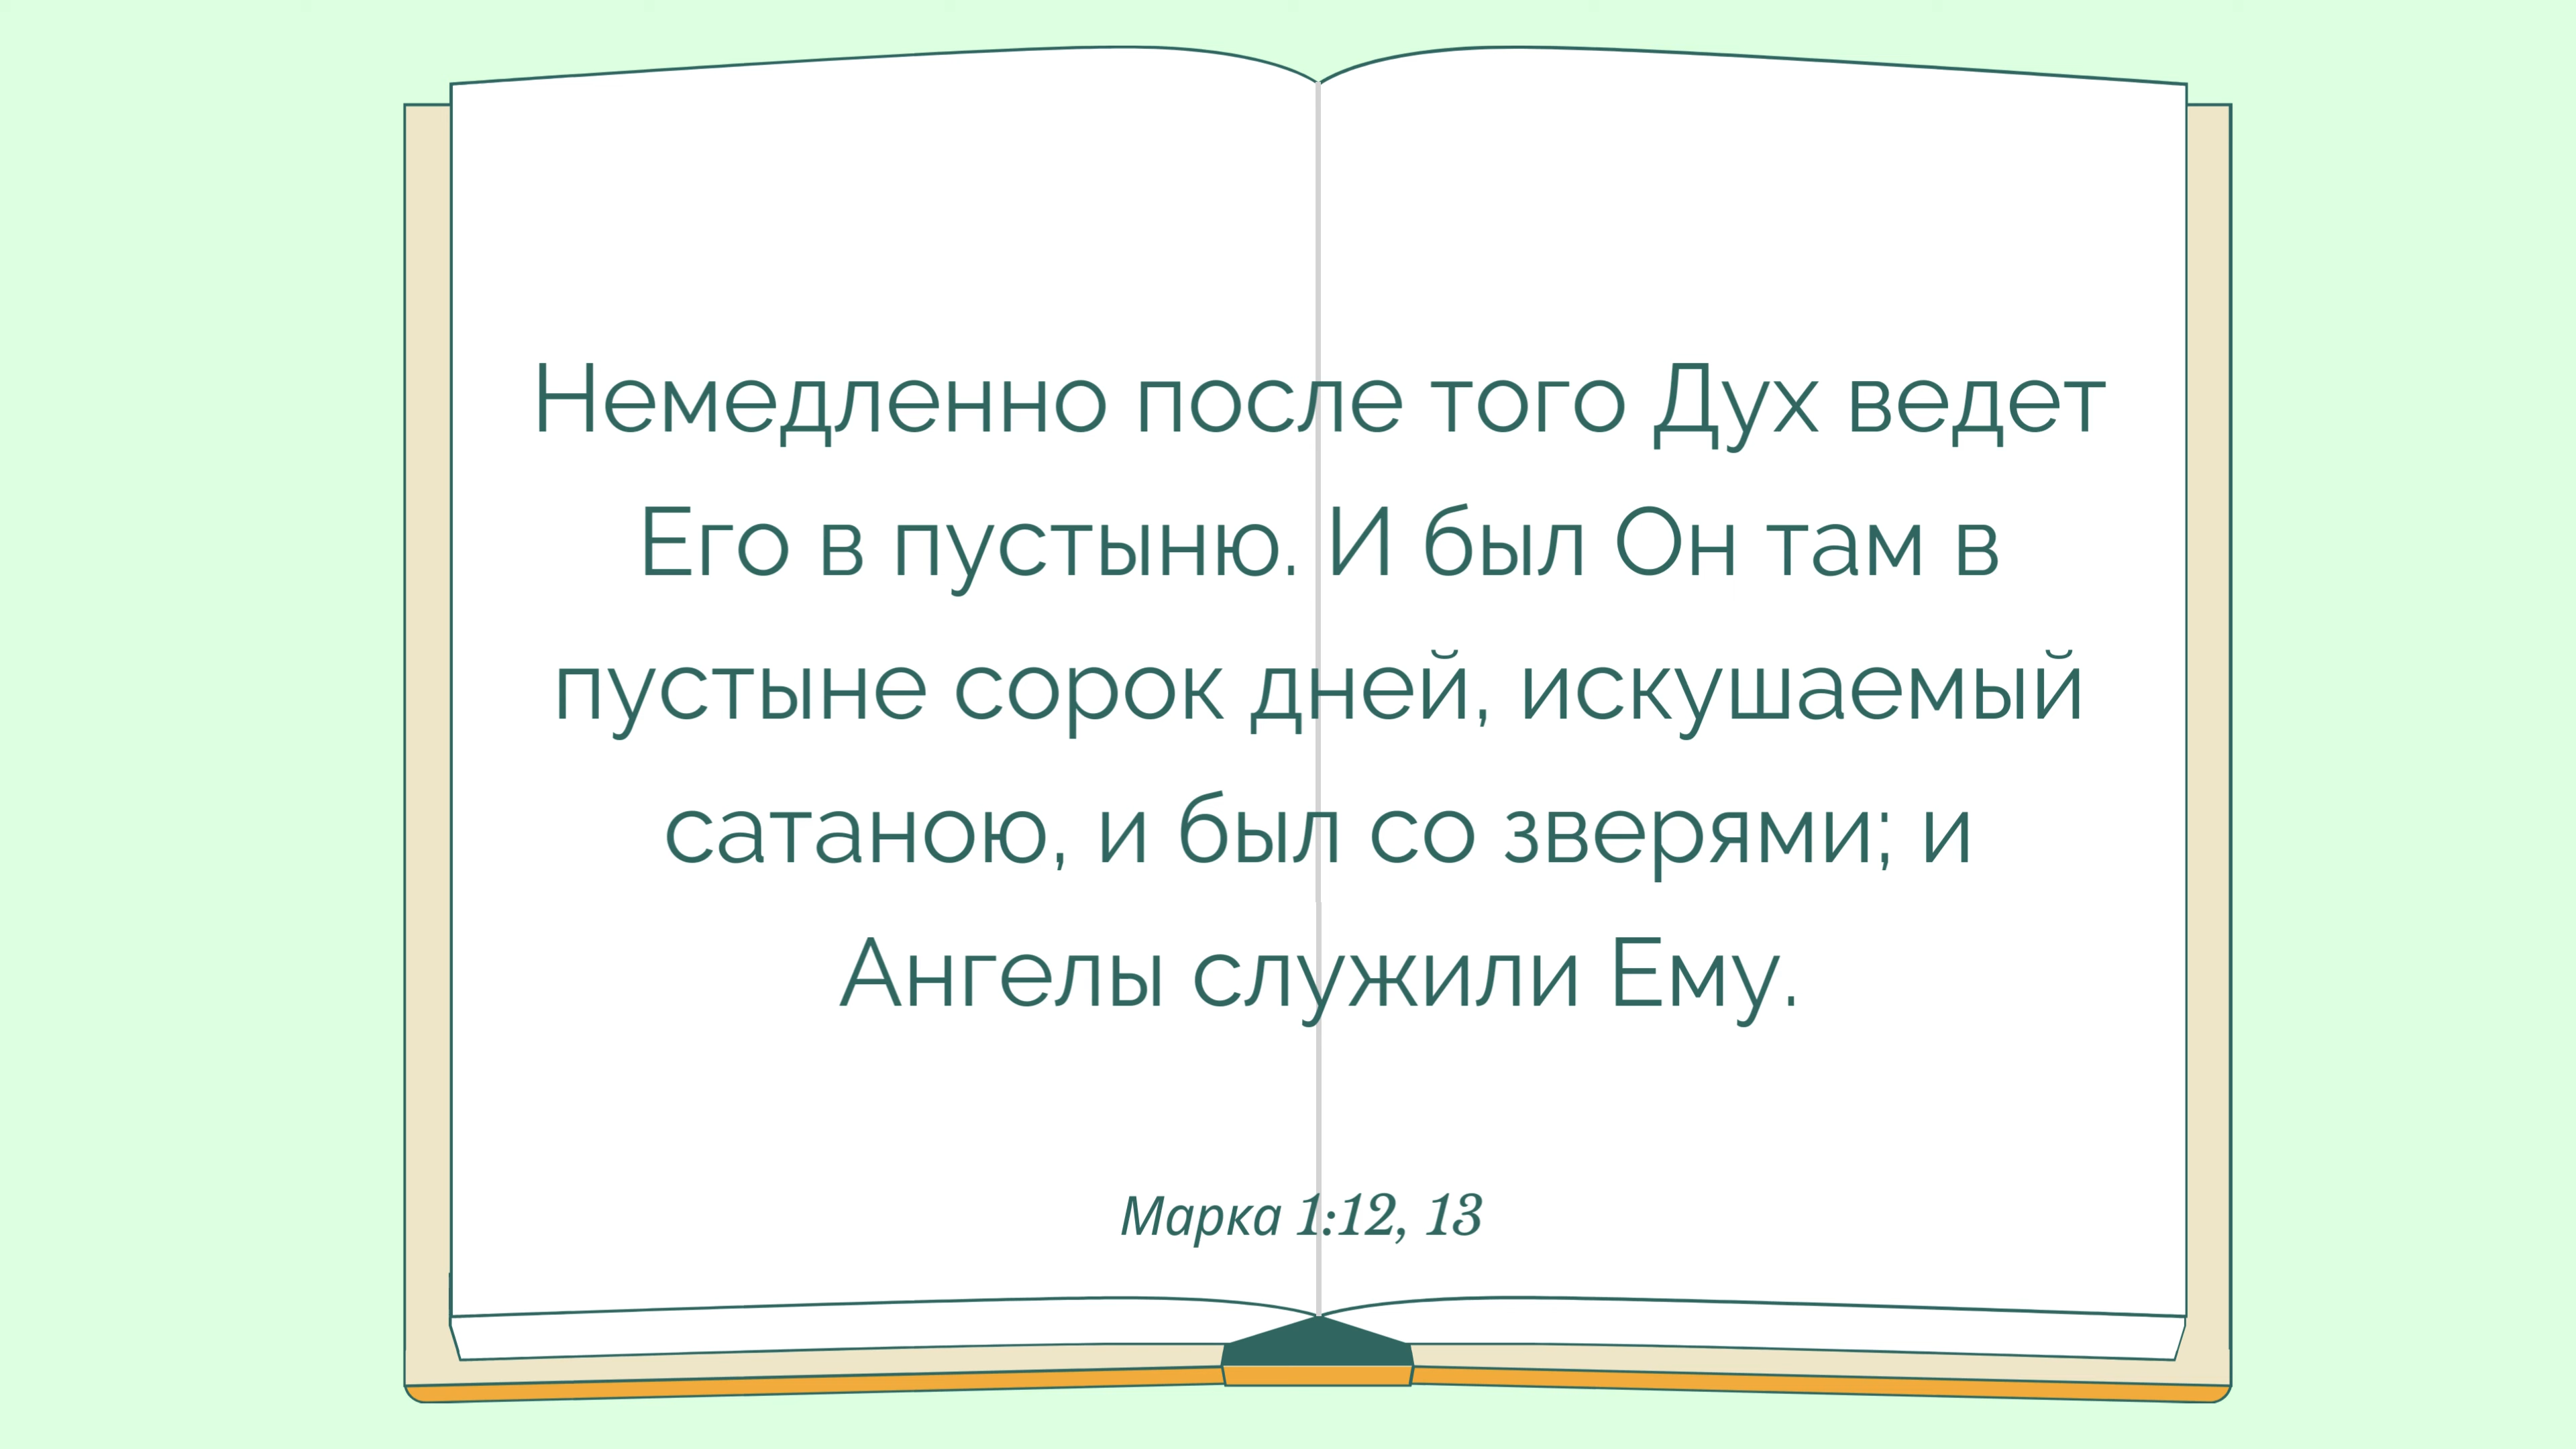 Немедленно после того Дух ведет
Его в пустыню. И был Он там в
пустыне сорок дней, искушаемый
сатаною, и был со зверями; и
Ангелы служили Ему.
Марка 1:12, 13